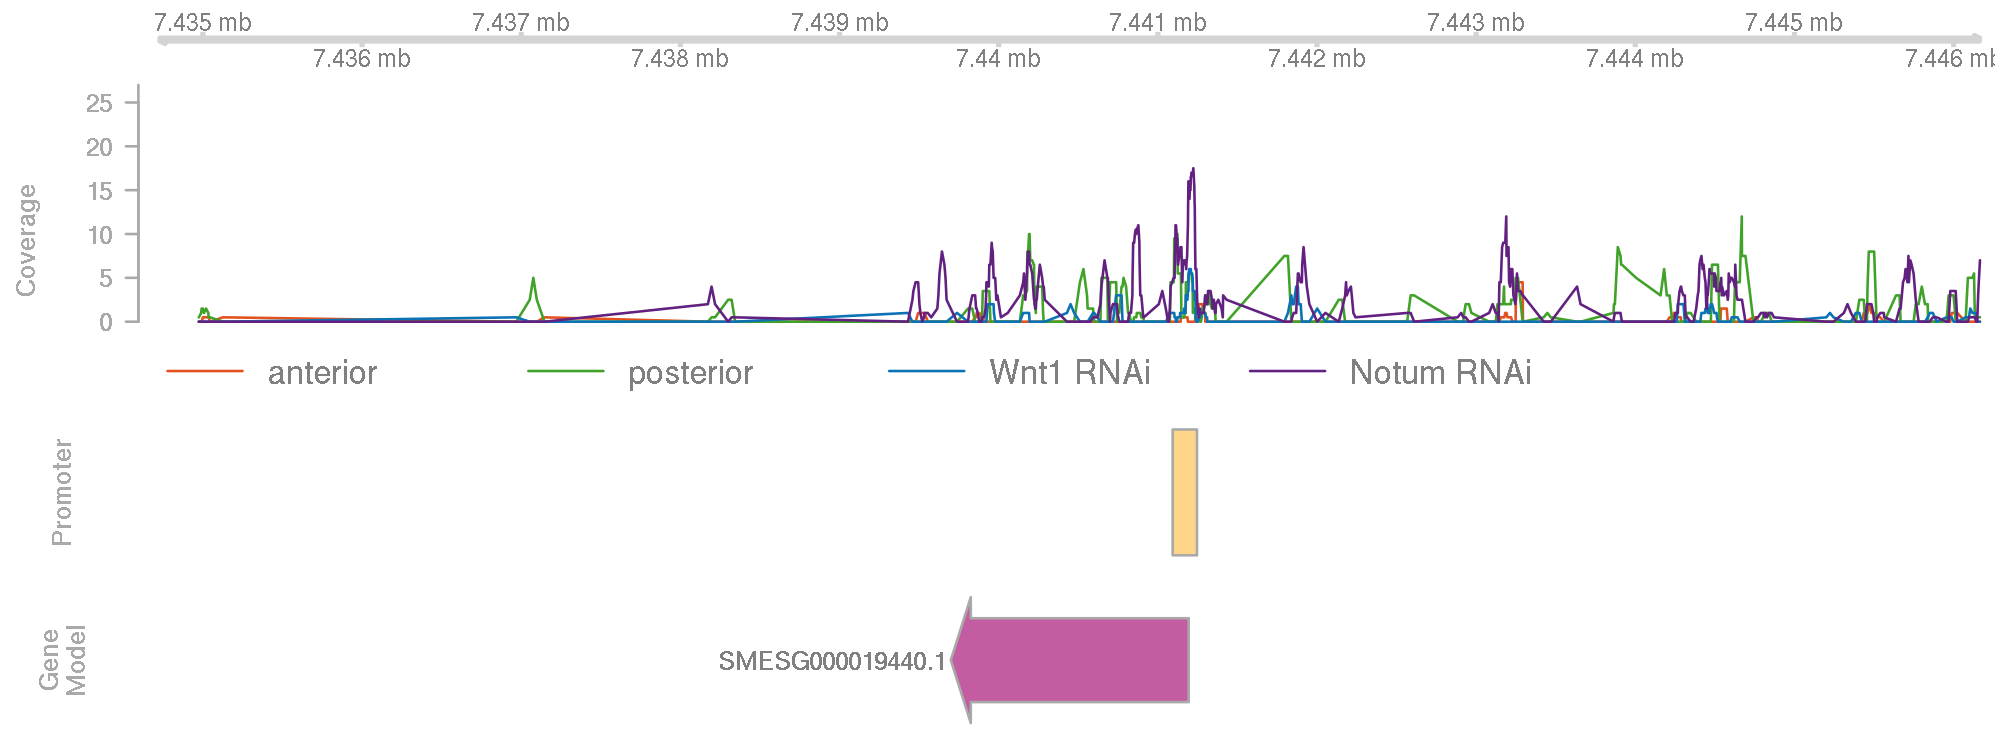 7.435 mb 7.437 mb 7.439 mb 7.441 mb 7.443 mb 7.445 mb
7.436 mb 7.438 mb 7.44 mb 7.442 mb 7.444 mb 7.446 mb
Coverage
25
20
15
10
5
0
anterior posterior Wnt1 RNAi Notum RNAi
Promoter
Gene
Model
SMESG000019440.1